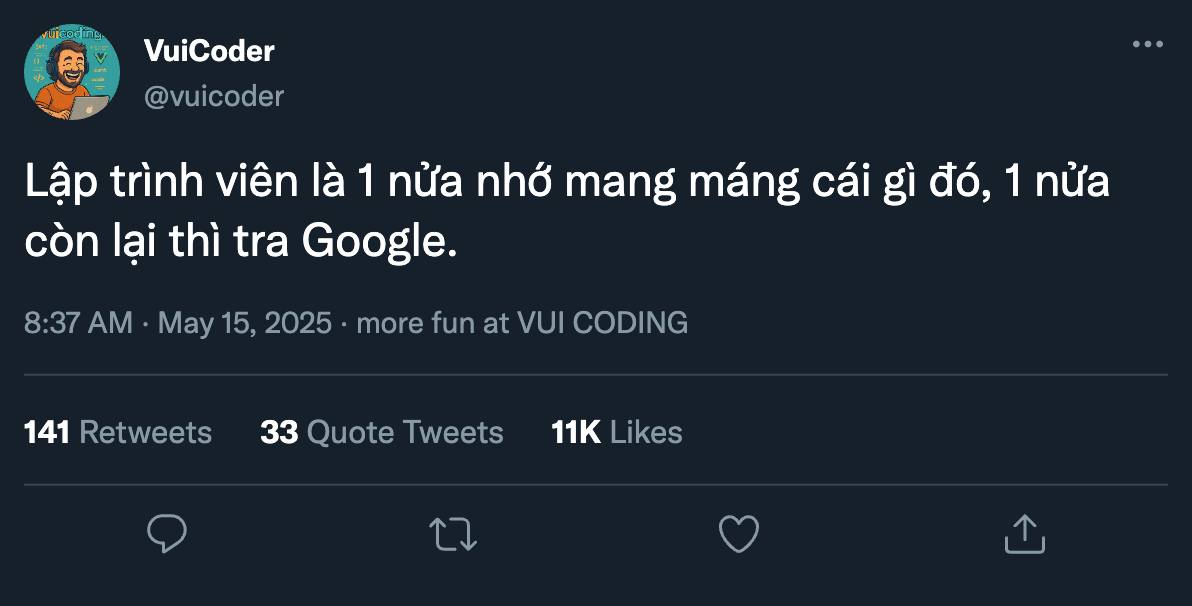 vuicoding
VuiCoder
@vuicoder
Lập trình viên là 1 nửa nhớ mang máng cái gì đó, 1 nửa
còn lại thì tra Google.
8:37 AM · May 15, 2025 · more fun at VUI CODING
141 Retweets 33 Quote Tweets 11K Likes